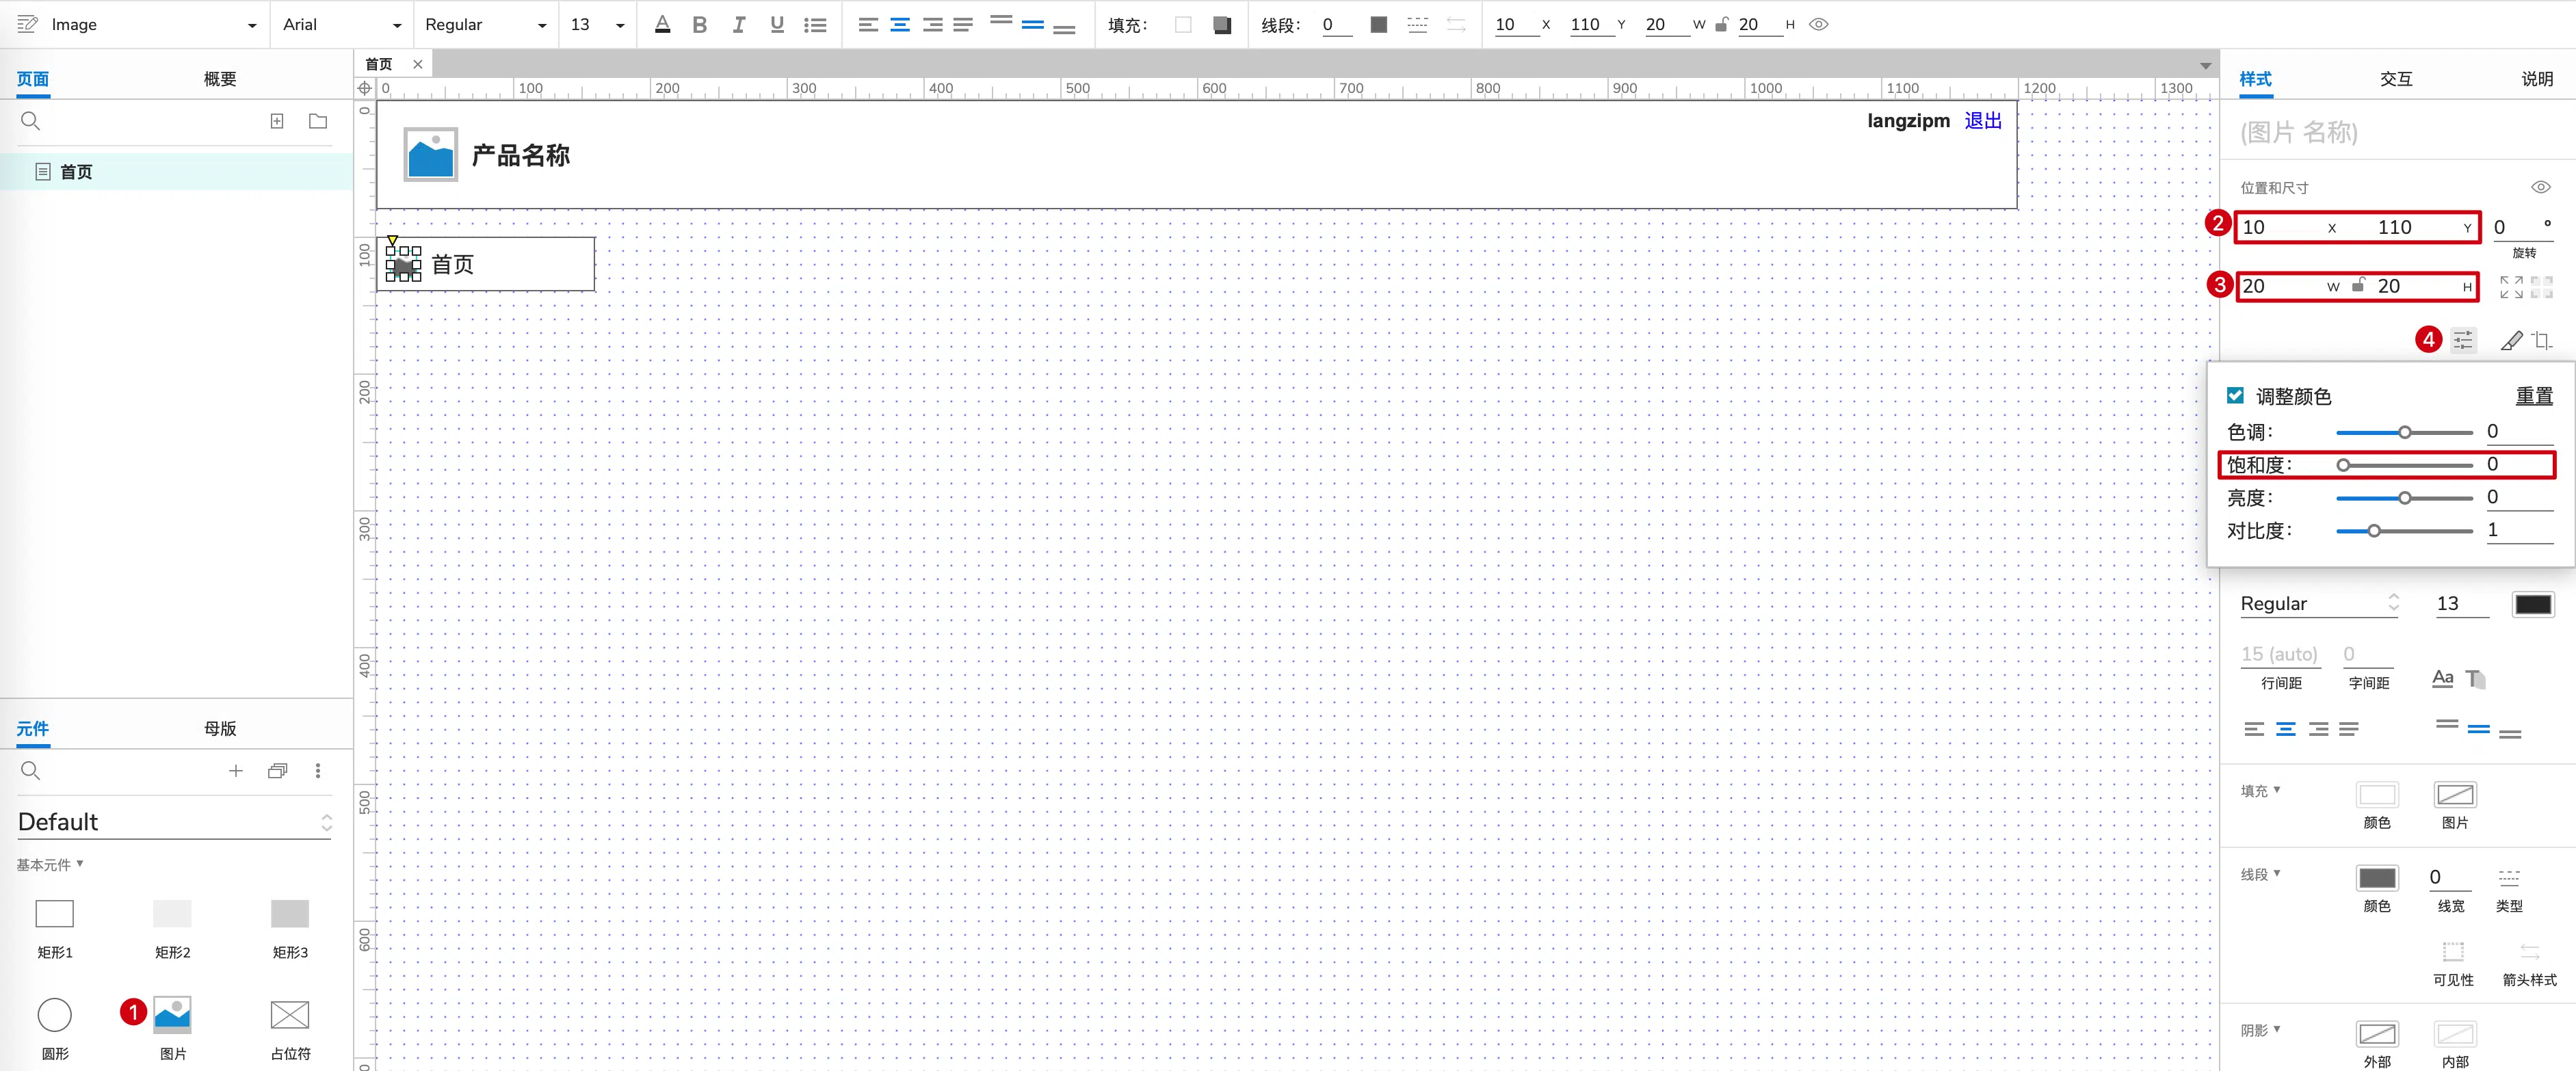 Image Arial Regular 13 A B I U 填充： 线段： 0 10 X 110 Y 20 W 20 H
页面 概要 首页 样式 交互 说明
0 100 200 300 400 500 600 700 800 900 1000 1100 1200 1300
首页
langzipm 退出
产品名称
首页
0
100
200
300
400
500
600
(图片 名称)
位置和尺寸
2 10 X 110 Y 0 °
旋转
3 20 W 20 H
4
调整颜色 重置
色调： 0
饱和度： 0
亮度： 0
对比度： 1
Regular 13
15 (auto) 0
行间距 字间距 Aa T
填充
颜色 图片
线段 0
颜色 线宽 类型
可见性 箭头样式
阴影
外部 内部
元件 母版
Default
基本元件
矩形1 矩形2 矩形3
1
圆形 图片 占位符